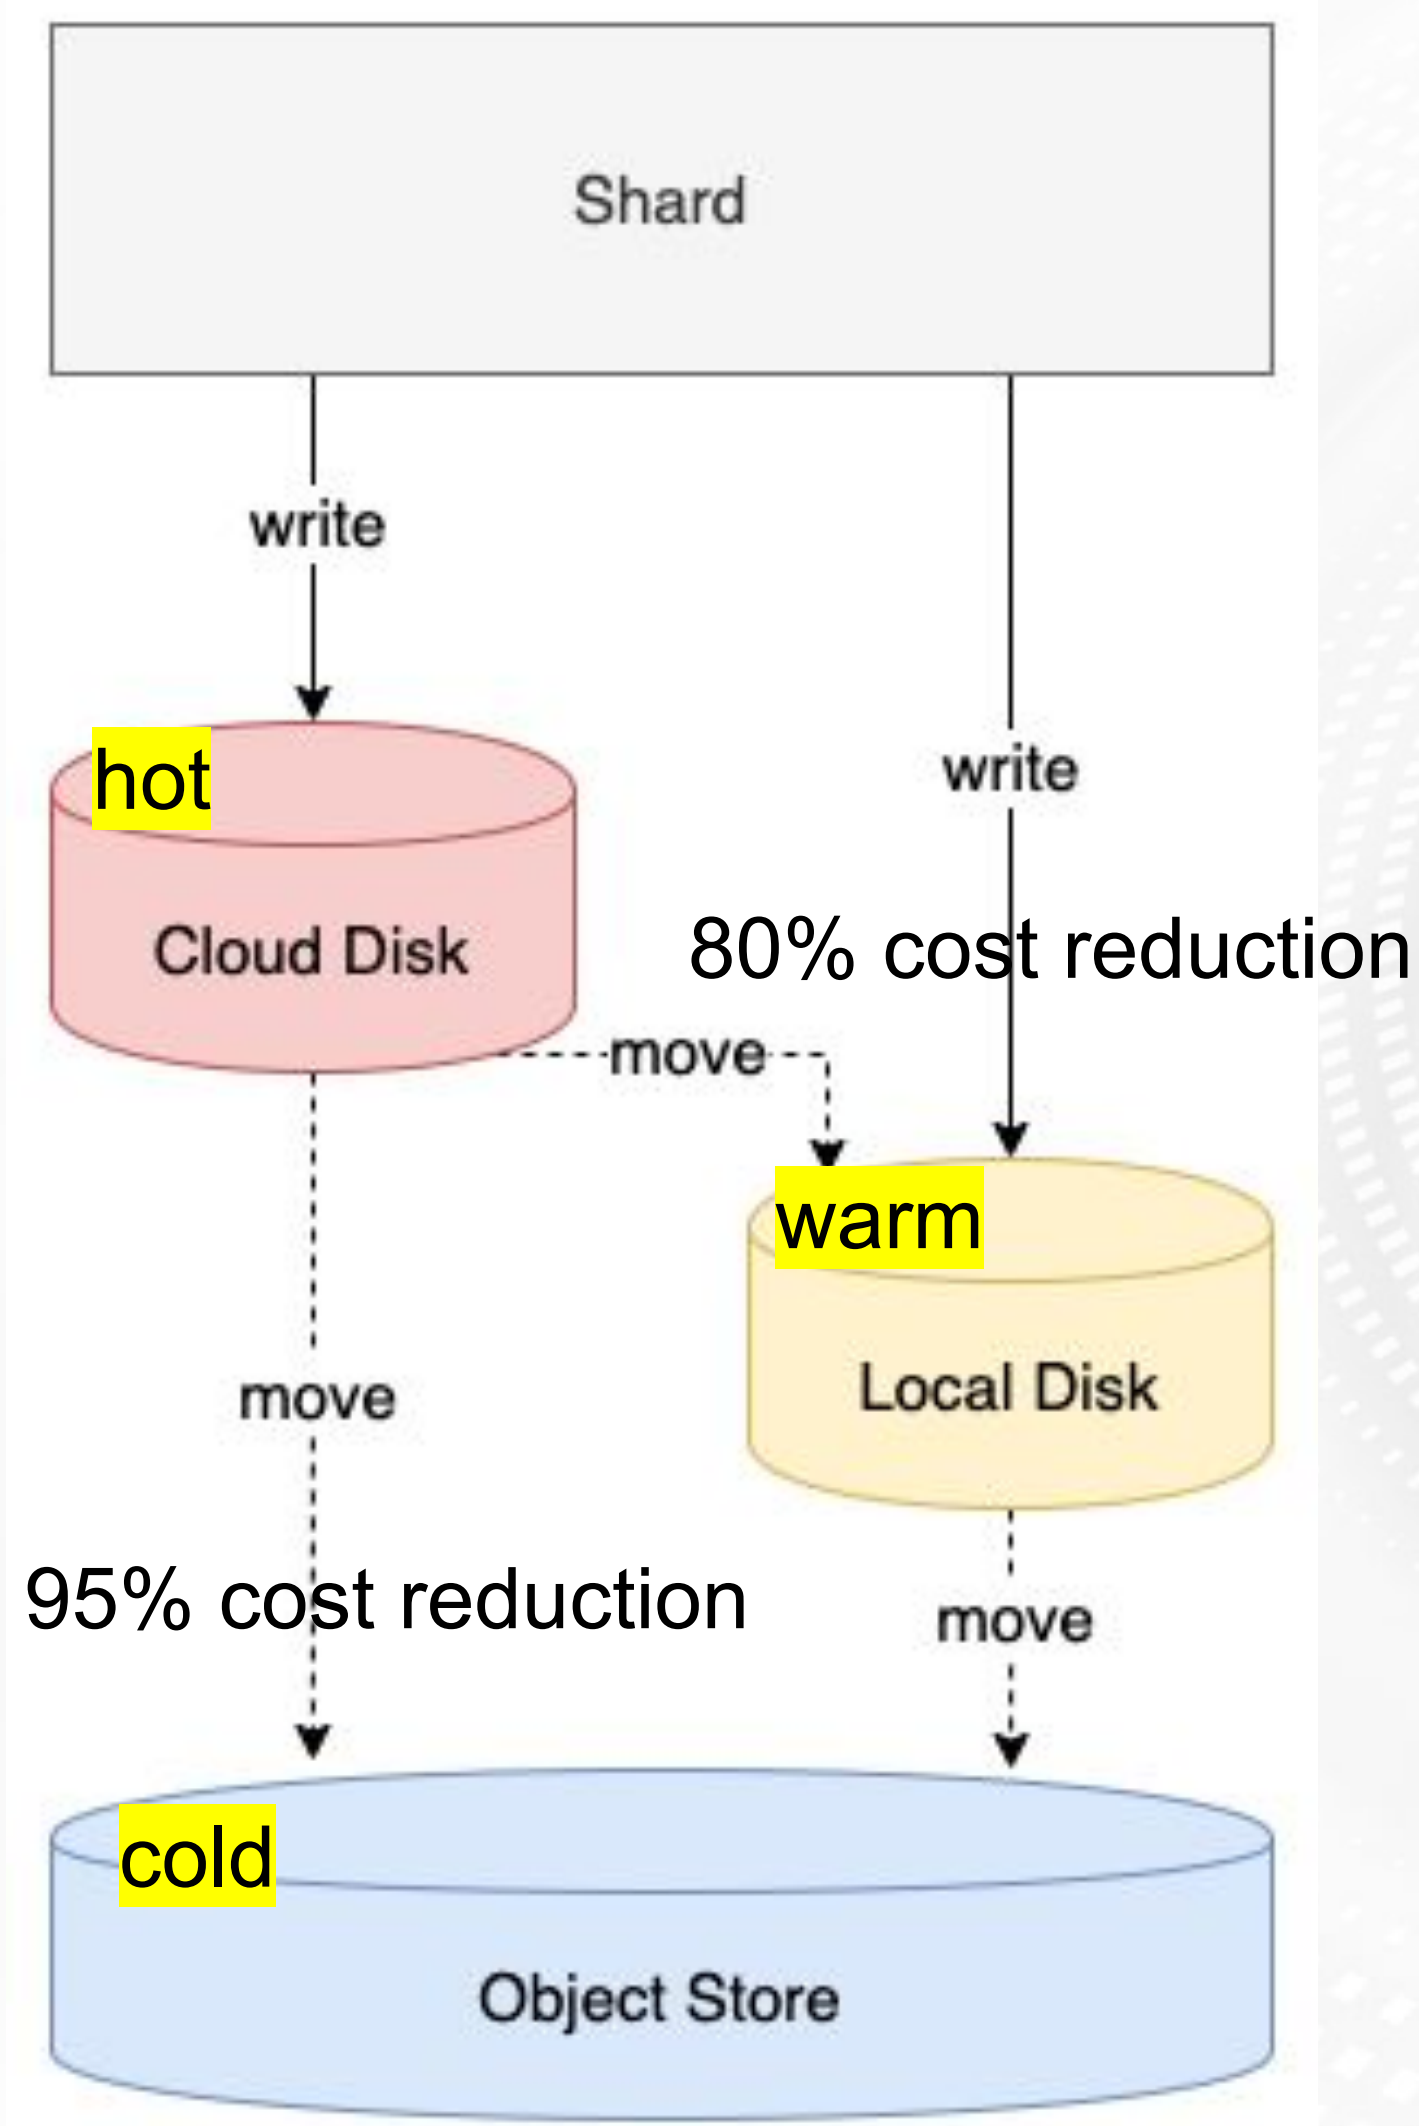 Shard
write
hot
write
Cloud Disk
80% cost reduction
move
warm
Local Disk
move
95% cost reduction
move
cold
Object Store